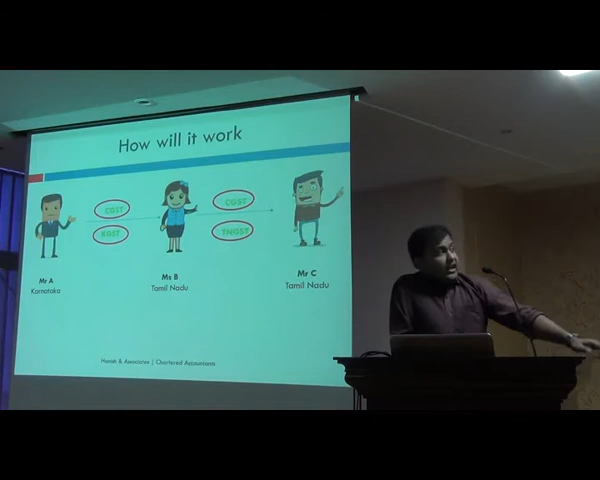 How will it work
CGST
CGST
KGST
TNGST
Mr A
Ms B
Mr C
Karnataka
Tamil Nadu
Tamil Nadu
Harish & Associates | Chartered Accountants